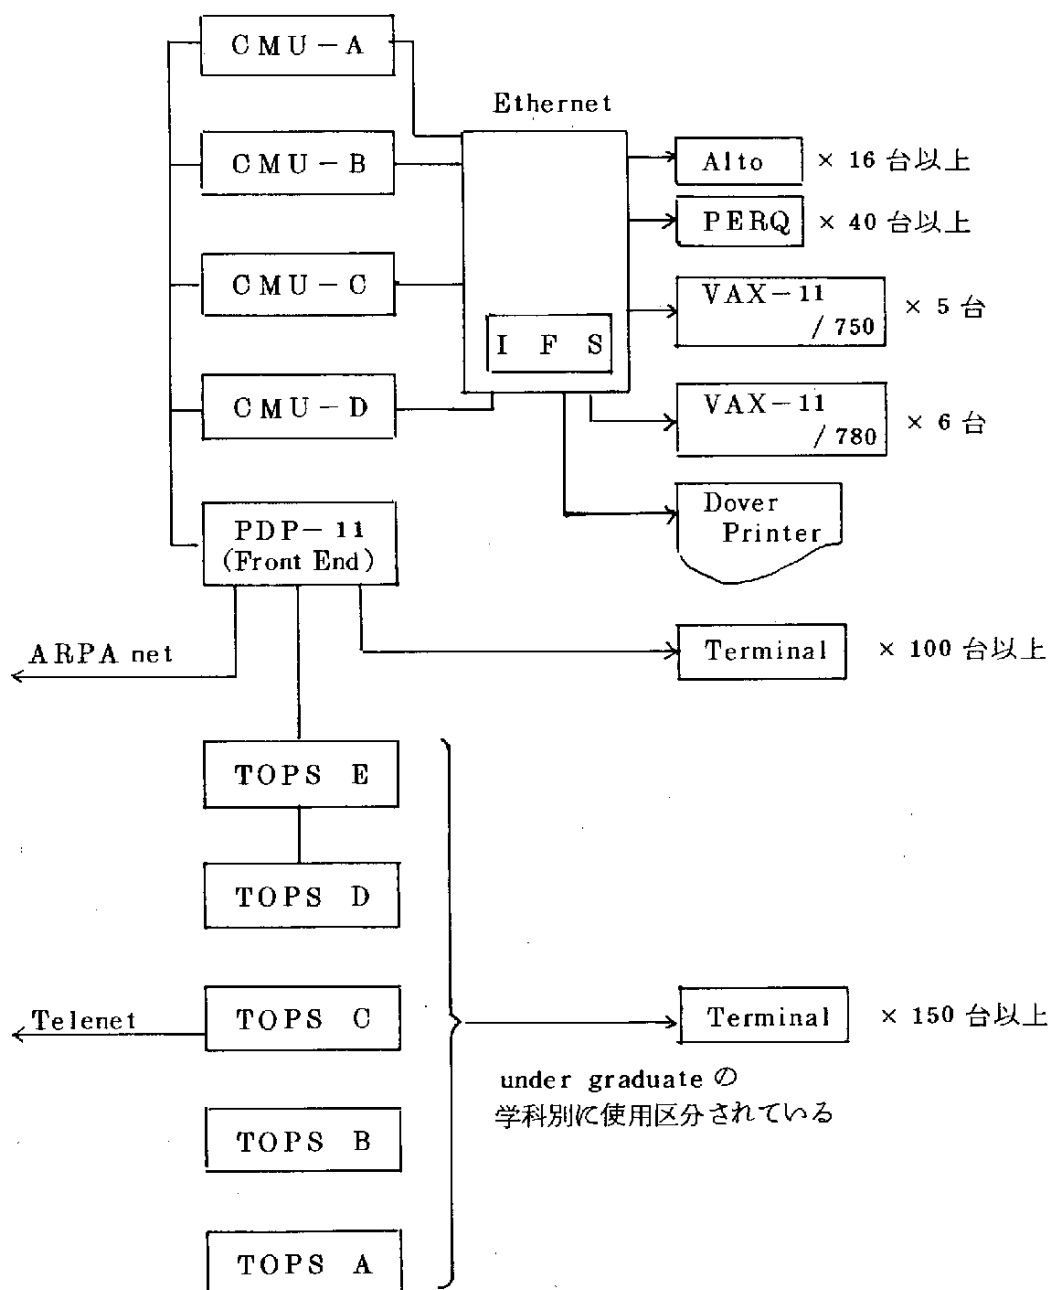 CMU-A
Ethernet
CMU-B
Alto × 16 台以上
PERQ × 40 台以上
CMU-C
VAX-11
/ 750 × 5 台
I F S
CMU-D
VAX-11
/ 780 × 6 台
Dover
Printer
PDP-11
(Front End)
ARPA net
Terminal × 100 台以上
TOPS E
TOPS D
Telenet
TOPS C
Terminal × 150 台以上
under graduate の
学科別に使用区分されている
TOPS B
TOPS A